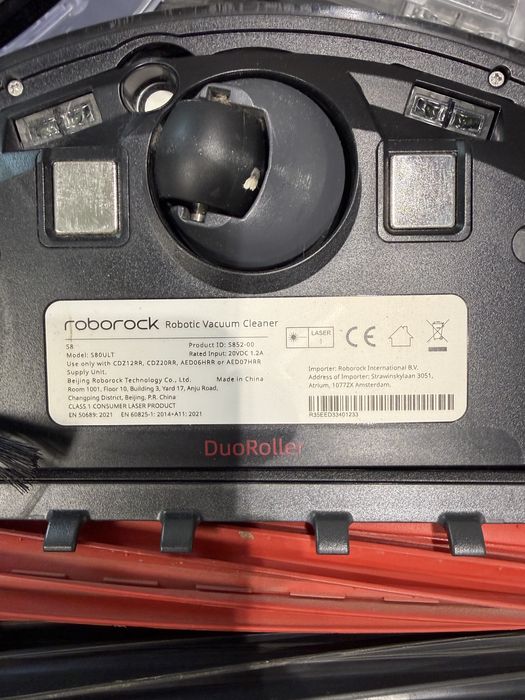 roborock Robotic Vacuum Cleaner
S8 Product ID: S852-00
Model: S80ULT Rated Input: 20VDC 1.2A
Use only with CDZ12RR, CDZ20RR, AED06HRR or AED07HRR
Supply Unit.
Beijing Roborock Technology Co., Ltd. Made in China
Room 1001, Floor 10, Building 3, Yard 17, Anju Road,
Changping District, Beijing, P.R. China
CLASS 1 CONSUMER LASER PRODUCT
EN 50689: 2021 EN 60825-1: 2014+A11: 2021
LASER
1
CE
Importer: Roborock International B.V.
Address of Importer: Strawinskylaan 3051,
Atrium, 1077ZX Amsterdam.
R35EED33401233
DuoRoller